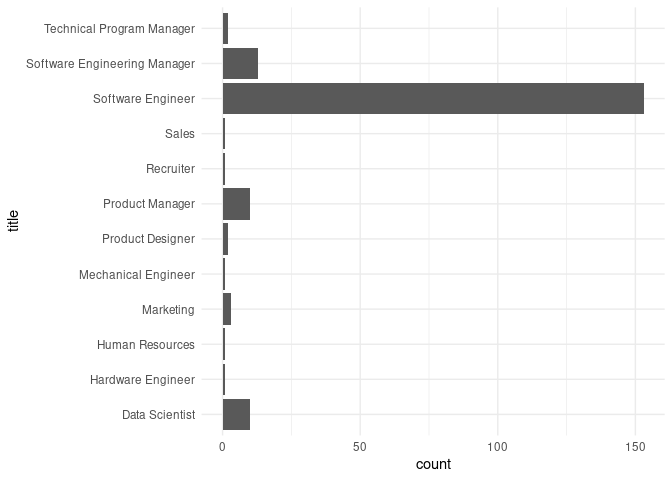 Technical Program Manager
Software Engineering Manager
Software Engineer
Sales
Recruiter
Product Manager
Product Designer
Mechanical Engineer
Marketing
Human Resources
Hardware Engineer
Data Scientist
title
0 50 100 150
count